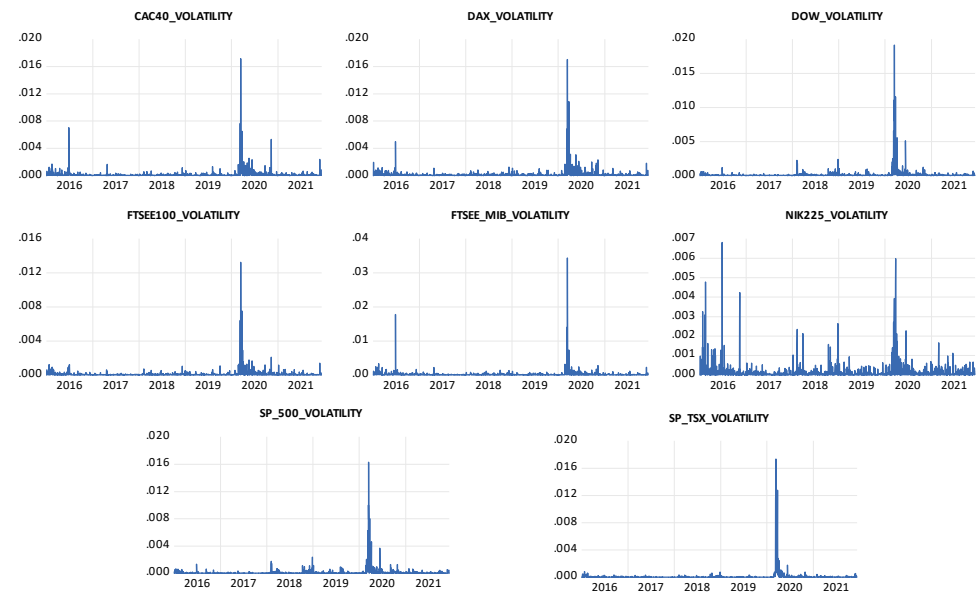 CAC40_VOLATILITY
.020
.016
.012
.008
.004
.000
2016 2017 2018 2019 2020 2021
DAX_VOLATILITY
.020
.016
.012
.008
.004
.000
2016 2017 2018 2019 2020 2021
DOW_VOLATILITY
.020
.015
.010
.005
.000
2016 2017 2018 2019 2020 2021
FTSEE100_VOLATILITY
.016
.012
.008
.004
.000
2016 2017 2018 2019 2020 2021
FTSEE_MIB_VOLATILITY
.04
.03
.02
.01
.00
2016 2017 2018 2019 2020 2021
NIK225_VOLATILITY
.007
.006
.005
.004
.003
.002
.001
.000
2016 2017 2018 2019 2020 2021
SP_500_VOLATILITY
.020
.016
.012
.008
.004
.000
2016 2017 2018 2019 2020 2021
SP_TSX_VOLATILITY
.020
.016
.012
.008
.004
.000
2016 2017 2018 2019 2020 2021